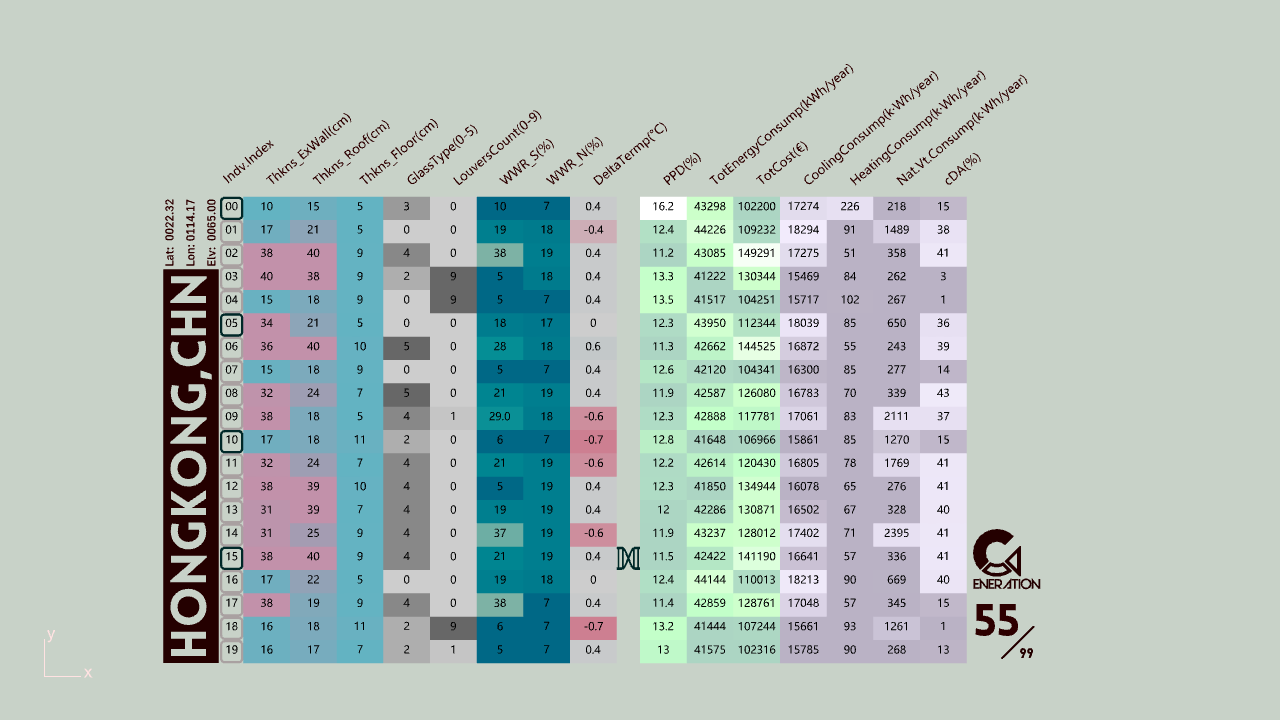 Indv.Index Thkns_ExWall(cm) Thkns_Roof(cm) Thkns_Floor(cm) GlassType(0-5) LouversCount(0-9) WWR_S(%) WWR_N(%) DeltaTermp(°C) PPD(%) TotEnergyConsump(kWh/year) TotCost(€) CoolingConsump(k·Wh/year) HeatingConsump(k·Wh/year) Nat.Vt.Consump(k·Wh/year) cDA(%)
Lat: 0022.32
Lon: 0114.17
Elv: 0065.00
HONGKONG,CHN
00 10 15 5 3 0 10 7 0.4 16.2 43298 102200 17274 226 218 15
01 17 21 5 0 0 19 18 -0.4 12.4 44226 109232 18294 91 1489 38
02 38 40 9 4 0 38 19 0.4 11.2 43085 149291 17275 51 358 41
03 40 38 9 2 9 5 18 0.4 13.3 41222 130344 15469 84 262 3
04 15 18 9 0 9 5 7 0.4 13.5 41517 104251 15717 102 267 1
05 34 21 5 0 0 18 17 0 12.3 43950 112344 18039 85 650 36
06 36 40 10 5 0 28 18 0.6 11.3 42662 144525 16872 55 243 39
07 15 18 9 0 0 5 7 0.4 12.6 42120 104341 16300 85 277 14
08 32 24 7 5 0 21 19 0.4 11.9 42587 126080 16783 70 339 43
09 38 18 5 4 1 29.0 18 -0.6 12.3 42888 117781 17061 83 2111 37
10 17 18 11 2 0 6 7 -0.7 12.8 41648 106966 15861 85 1270 15
11 32 24 7 4 0 21 19 -0.6 12.2 42614 120430 16805 78 1769 41
12 38 39 10 4 0 5 19 0.4 12.3 41850 134944 16078 65 276 41
13 31 39 7 4 0 19 19 0.4 12 42286 130871 16502 67 328 40
14 31 25 9 4 0 37 19 -0.6 11.9 43237 128012 17402 71 2395 41
15 38 40 9 4 0 21 19 0.4 11.5 42422 141190 16641 57 336 41
16 17 22 5 0 0 19 18 0 12.4 44144 110013 18213 90 669 40
17 38 19 9 4 0 38 7 0.4 11.4 42859 128761 17048 57 345 15
18 16 18 11 2 9 6 7 -0.7 13.2 41444 107244 15661 93 1261 1
19 16 17 7 2 1 5 7 0.4 13 41575 102316 15785 90 268 13
ENERATION
55/99
y
x